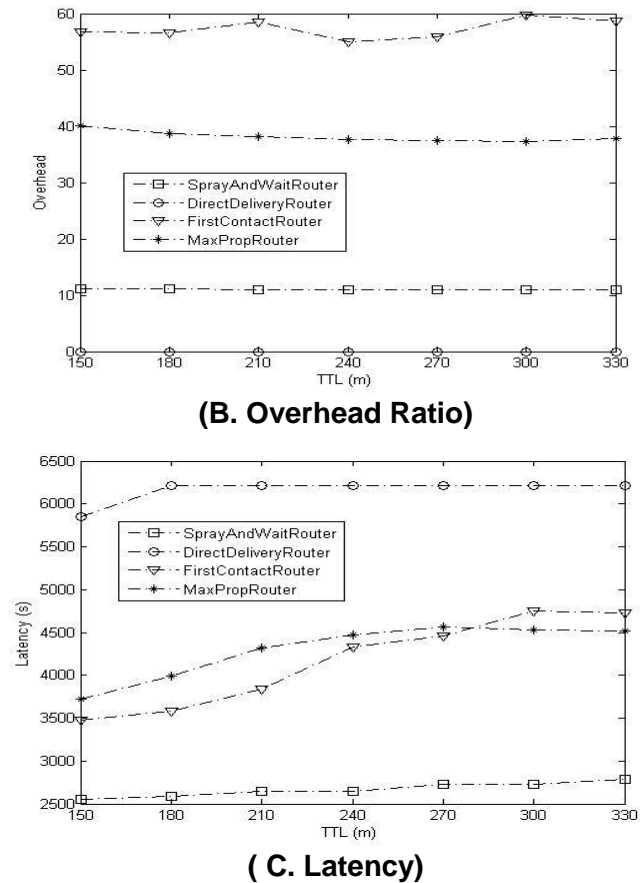 60
50
40
30
20
10
0
Overhead
SprayAndWaitRouter
DirectDeliveryRouter
FirstContactRouter
MaxPropRouter
150 180 210 240 270 300 330
TTL (m)
(B. Overhead Ratio)
6500
6000
5500
5000
4500
4000
3500
3000
2500
Latency (s)
SprayAndWaitRouter
DirectDeliveryRouter
FirstContactRouter
MaxPropRouter
150 180 210 240 270 300 330
TTL (m)
( C. Latency)